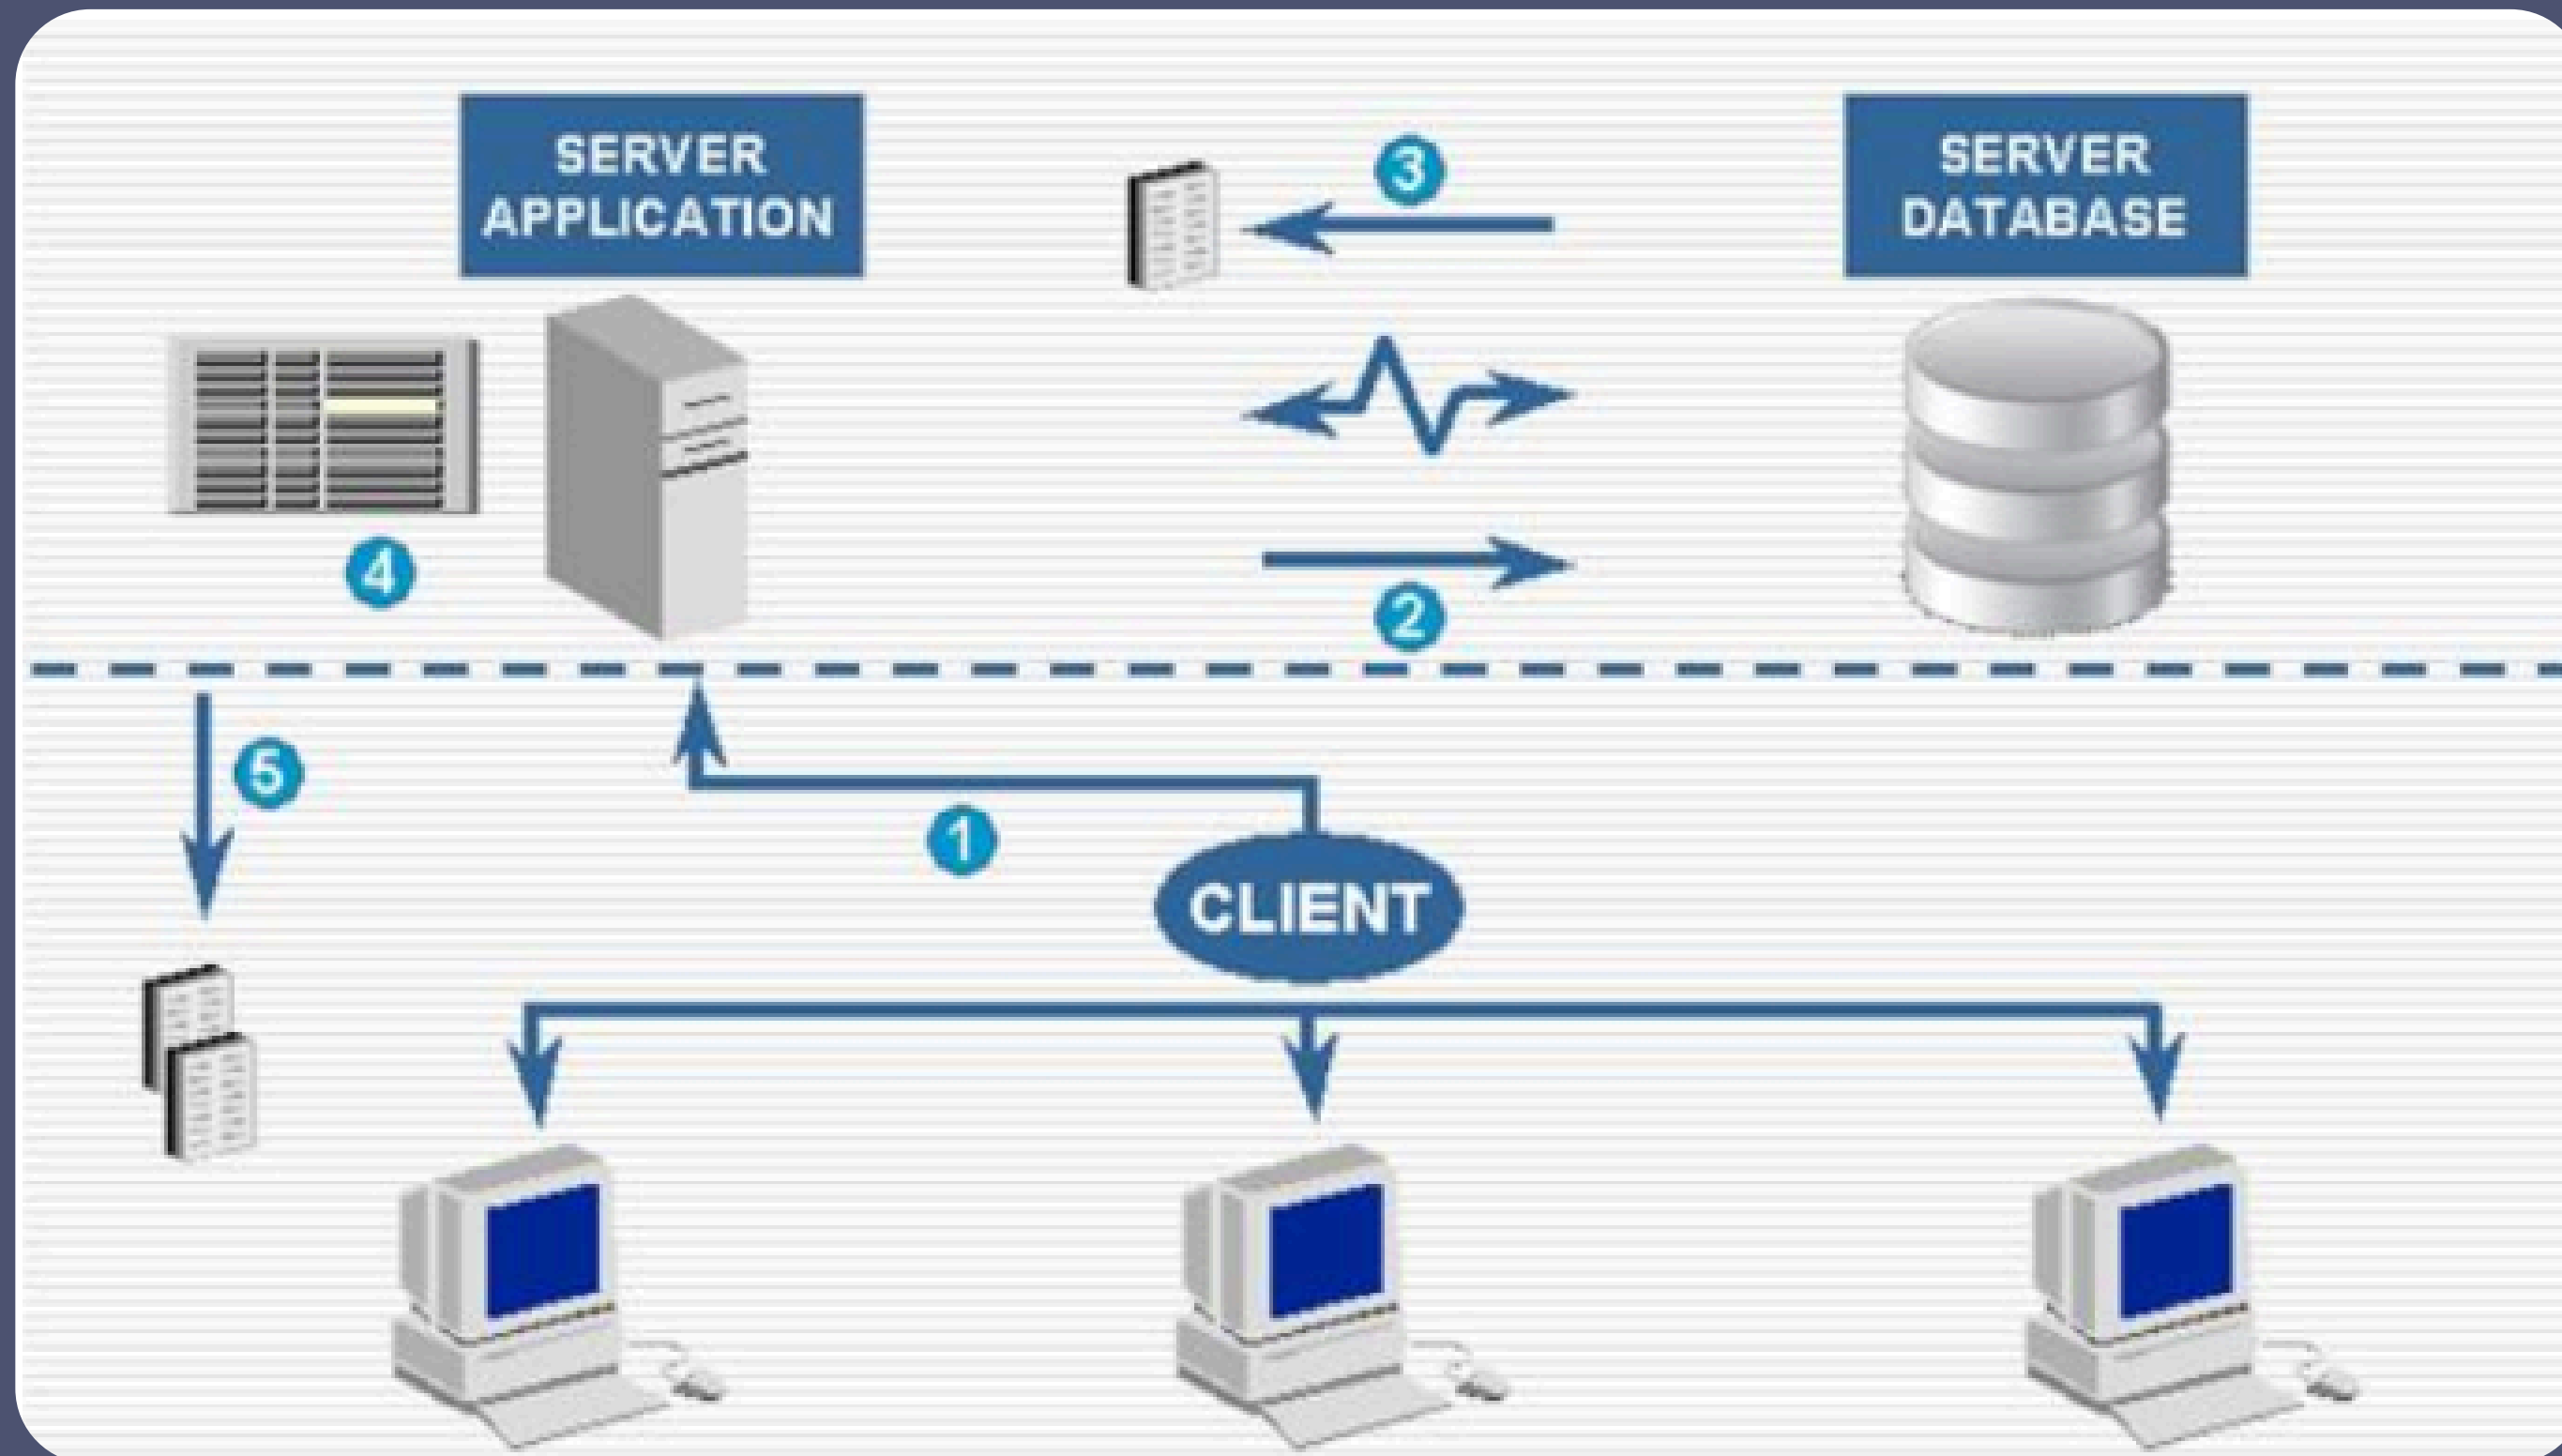 SERVER
APPLICATION
3
SERVER
DATABASE
4
2
5
1
CLIENT